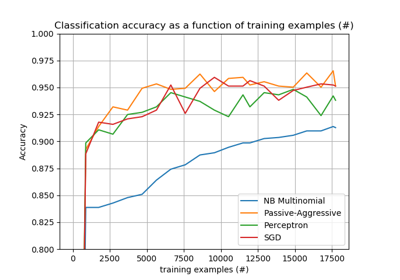 Classification accuracy as a function of training examples (#)
1.000
0.975
0.950
0.925
0.900
0.875
0.850
0.825
0.800
Accuracy
NB Multinomial
Passive-Aggressive
Perceptron
SGD
0 2500 5000 7500 10000 12500 15000 17500
training examples (#)